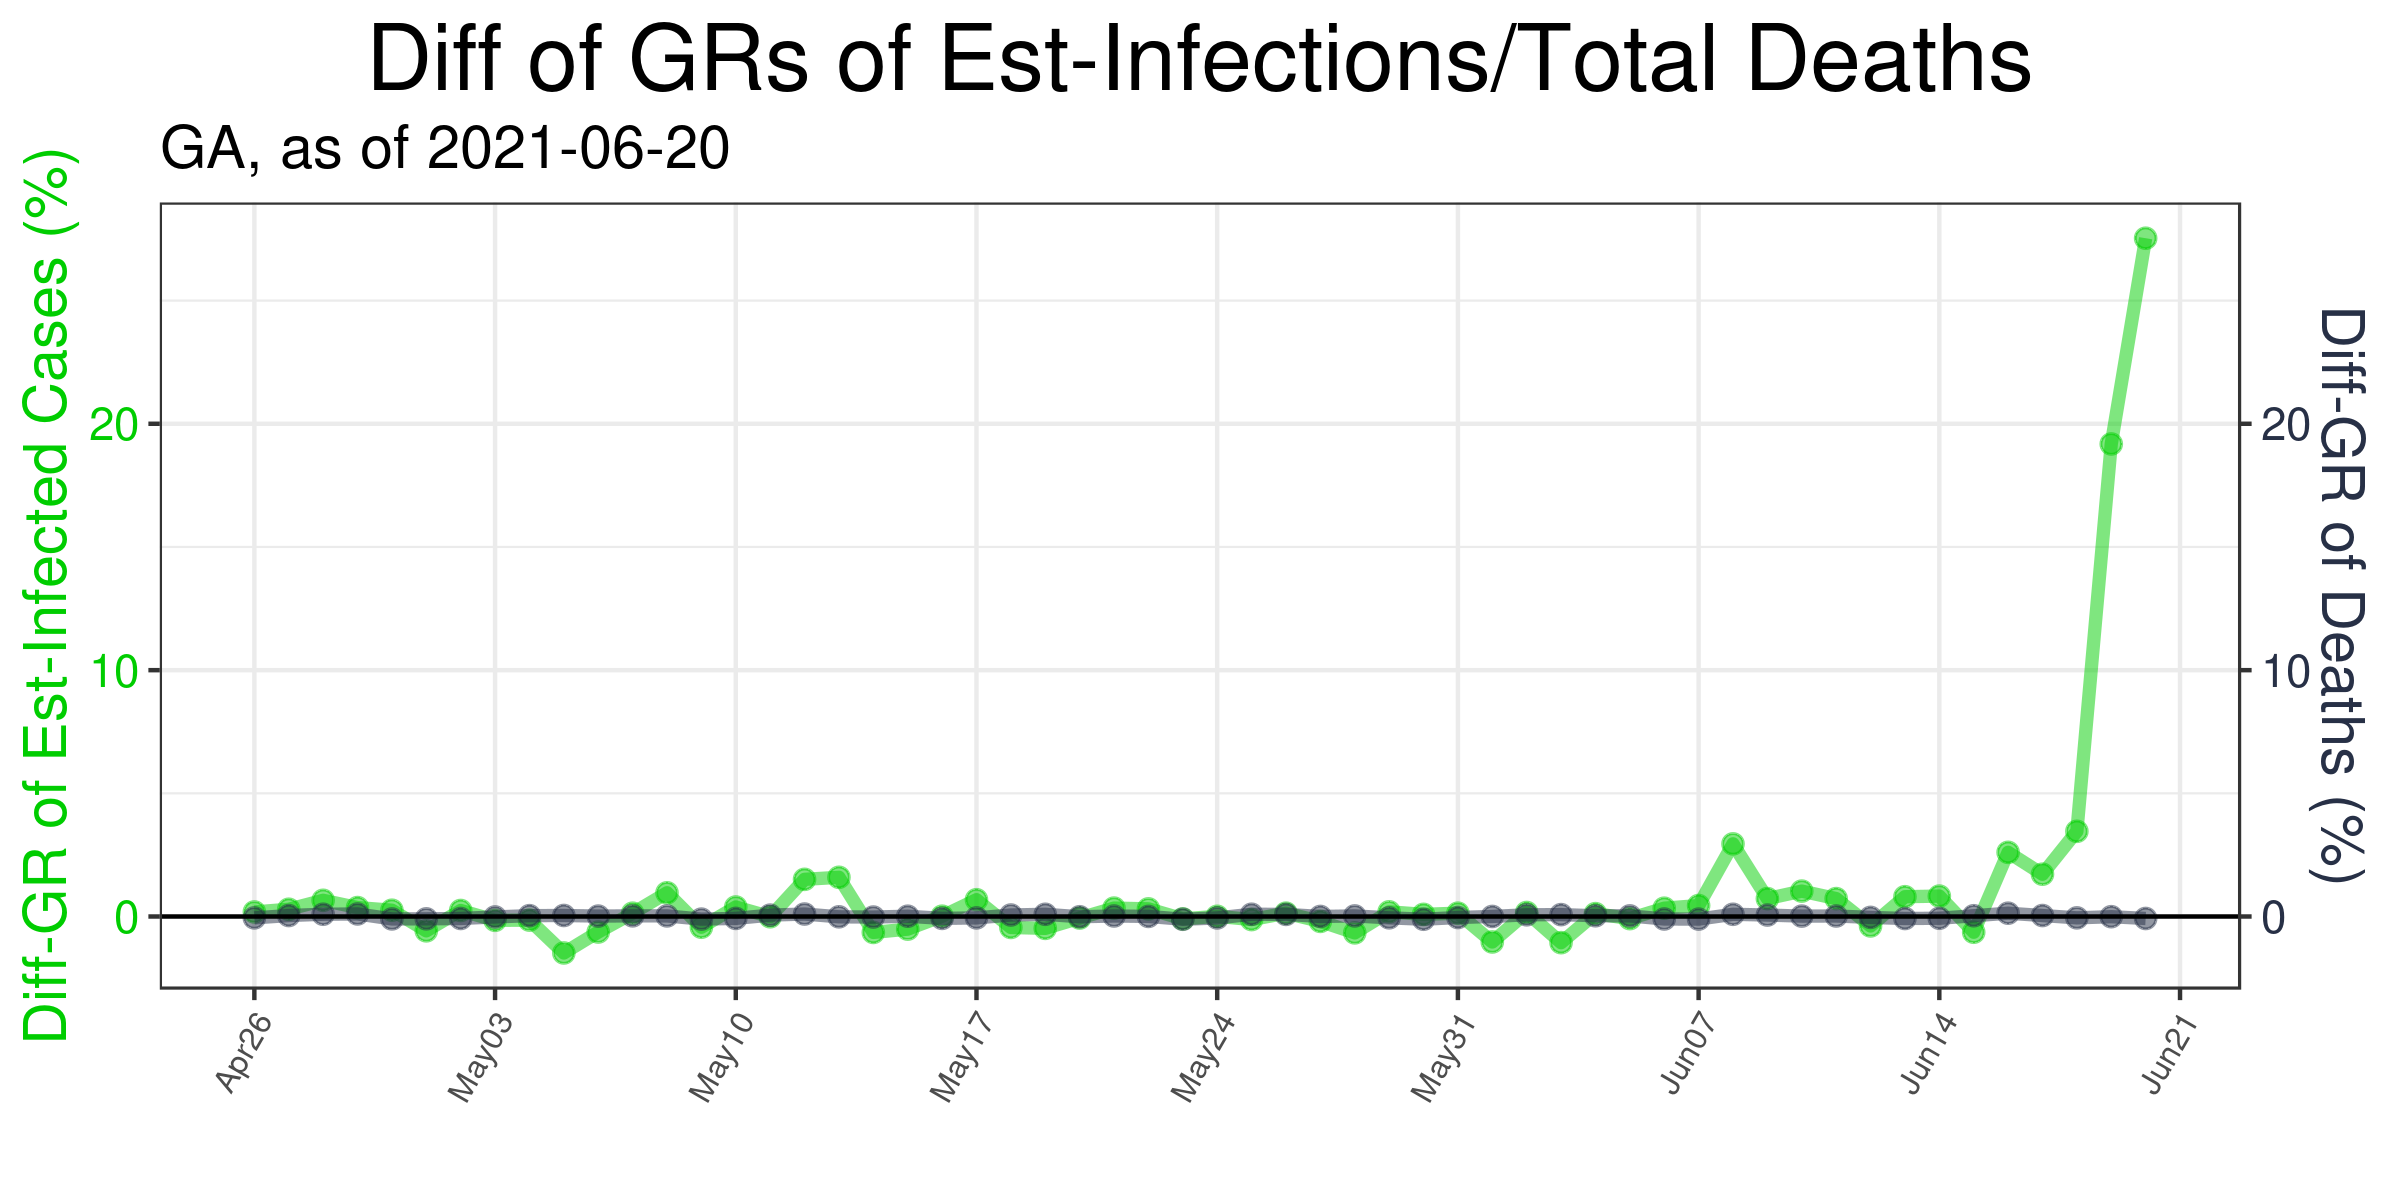 Diff of GRs of Est-Infections/Total Deaths
GA, as of 2021-06-20
Diff-GR of Est-Infected Cases (%)
20
10
0
20
10
0
Diff-GR of Deaths (%)
Apr26
May03
May10
May17
May24
May31
Jun07
Jun14
Jun21